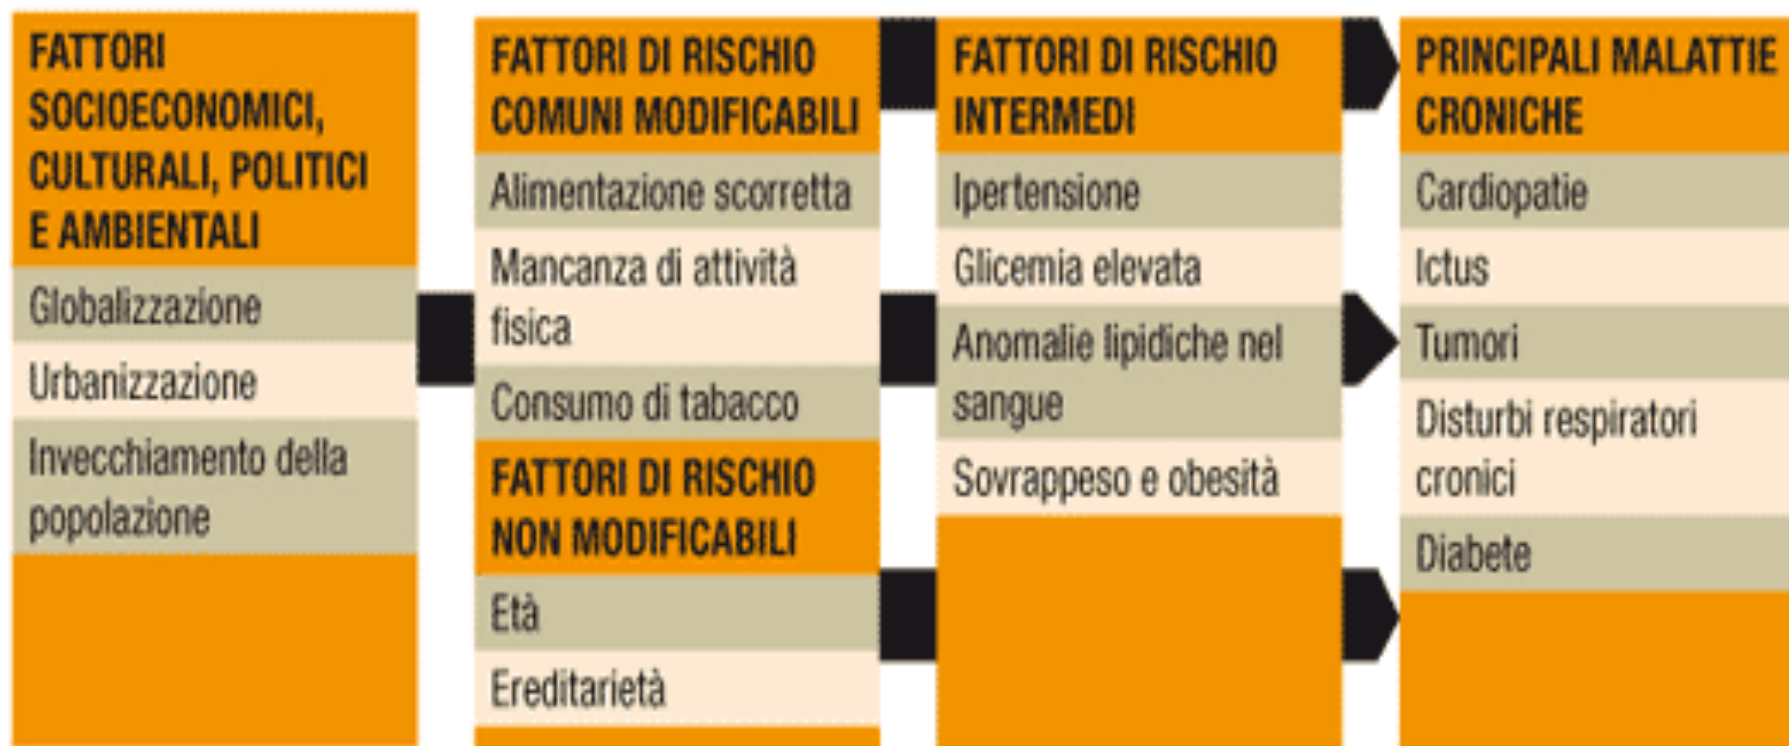 FATTORI
SOCIOECONOMICI,
CULTURALI, POLITICI
E AMBIENTALI
Globalizzazione
Urbanizzazione
Invecchiamento della
popolazione
FATTORI DI RISCHIO
COMUNI MODIFICABILI
Alimentazione scorretta
Mancanza di attività
fisica
Consumo di tabacco
FATTORI DI RISCHIO
NON MODIFICABILI
Età
Ereditarietà
FATTORI DI RISCHIO
INTERMEDI
Ipertensione
Glicemia elevata
Anomalie lipidiche nel
sangue
Sovrappeso e obesità
PRINCIPALI MALATTIE
CRONICHE
Cardiopatie
Ictus
Tumori
Disturbi respiratori
cronici
Diabete